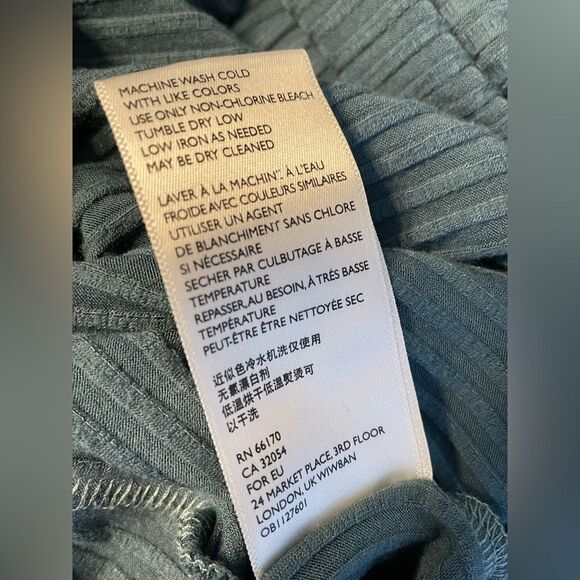 MACHINE WASH COLD
WITH LIKE COLORS
USE ONLY NON-CHLORINE BLEACH
TUMBLE DRY LOW
LOW IRON AS NEEDED
MAY BE DRY CLEANED
LAVER À LA MACHIN: À L'EAU
FROIDE AVEC COULEURS SIMILAIRES
UTILISER UN AGENT
DE BLANCHIMENT SANS CHLORE
SI NÉCESSAIRE
SECHER PAR CULBUTAGE À BASSE
TEMPERATURE
REPASSER, AU BESOIN, À TRÉS BASSE
TEMPÉRATURE
PEUT-ÊTRE ÊTRE NETTOYÉE SEC
近似色冷水机洗仅使用
无氯漂白剂
低温烘干低温熨烫可
以干洗
RN 66170
CA 32054
FOR EU
24 MARKET PLACE, 3RD FLOOR
LONDON, UK W1W8AN
OB1127601